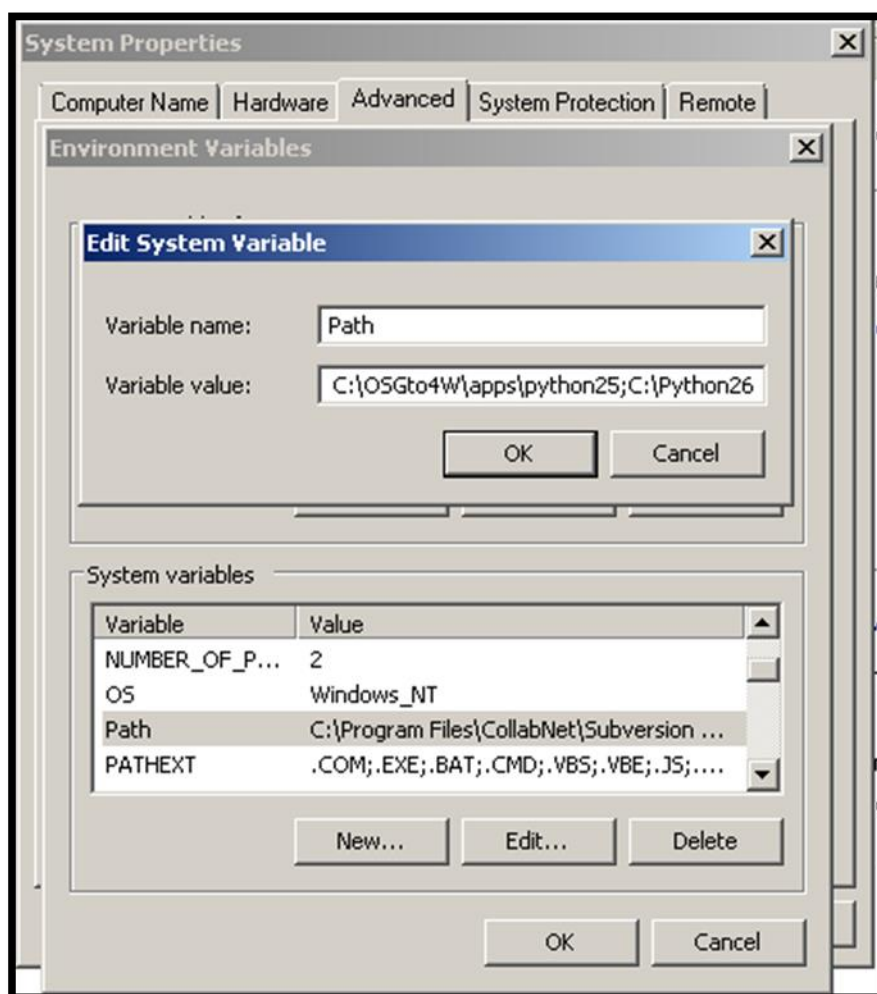 System Properties
Computer Name Hardware Advanced System Protection Remote
Environment Variables
Edit System Variable
Variable name: Path
Variable value: C:\OSGto4W\apps\python25;C:\Python26
OK Cancel
System variables
Variable Value
NUMBER_OF_P... 2
OS Windows_NT
Path C:\Program Files\CollabNet\Subversion ...
PATHEXT .COM;.EXE;.BAT;.CMD;.VBS;.VBE;.JS;....
New... Edit... Delete
OK Cancel